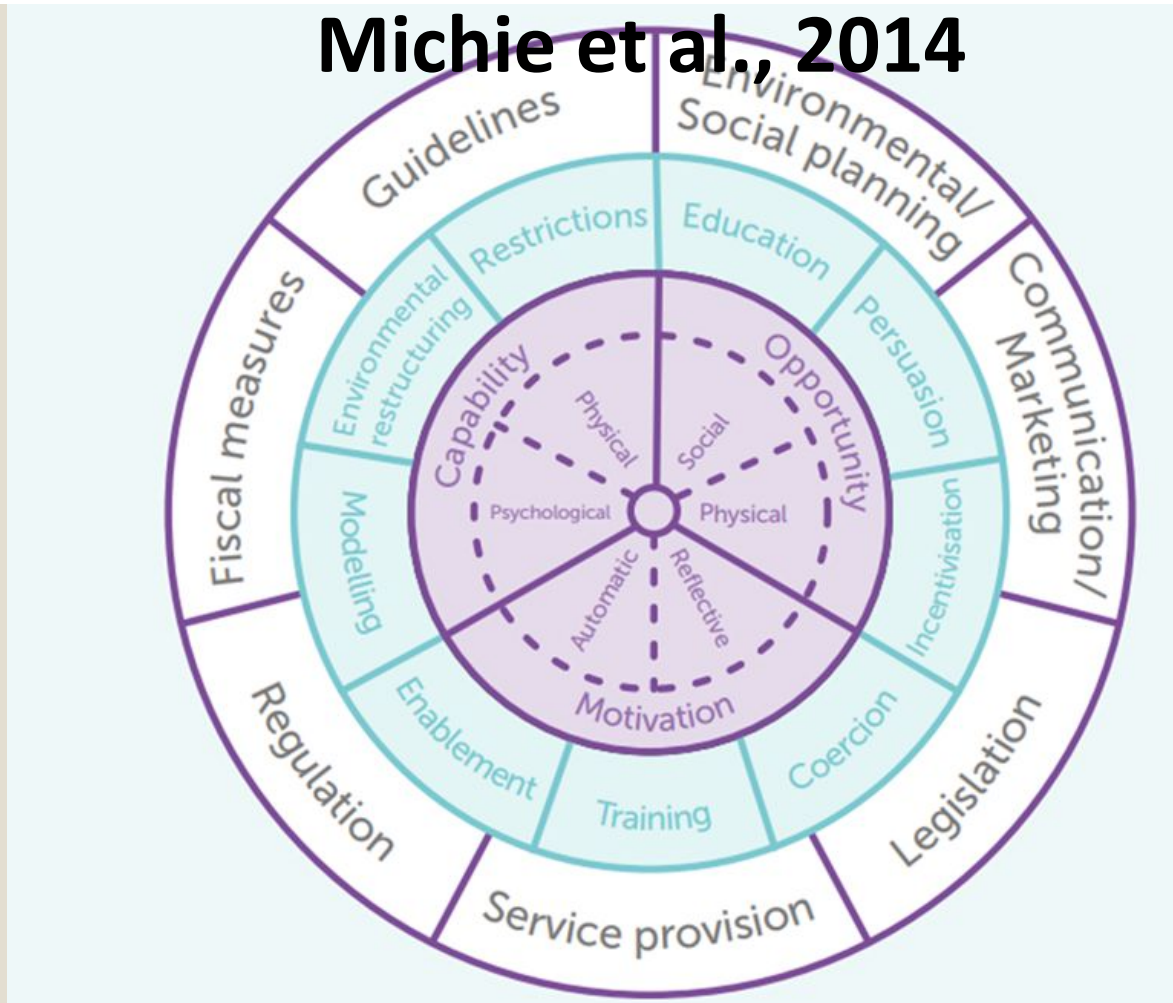 Michie et al., 2014
Guidelines
Environmental/
Social planning
Communication/
Marketing
Legislation
Service provision
Regulation
Fiscal measures
Restrictions
Education
Persuasion
Incentivisation
Coercion
Training
Enablement
Modelling
Environmental
restructuring
Capability
Opportunity
Motivation
Physical
Social
Physical
Reflective
Automatic
Psychological